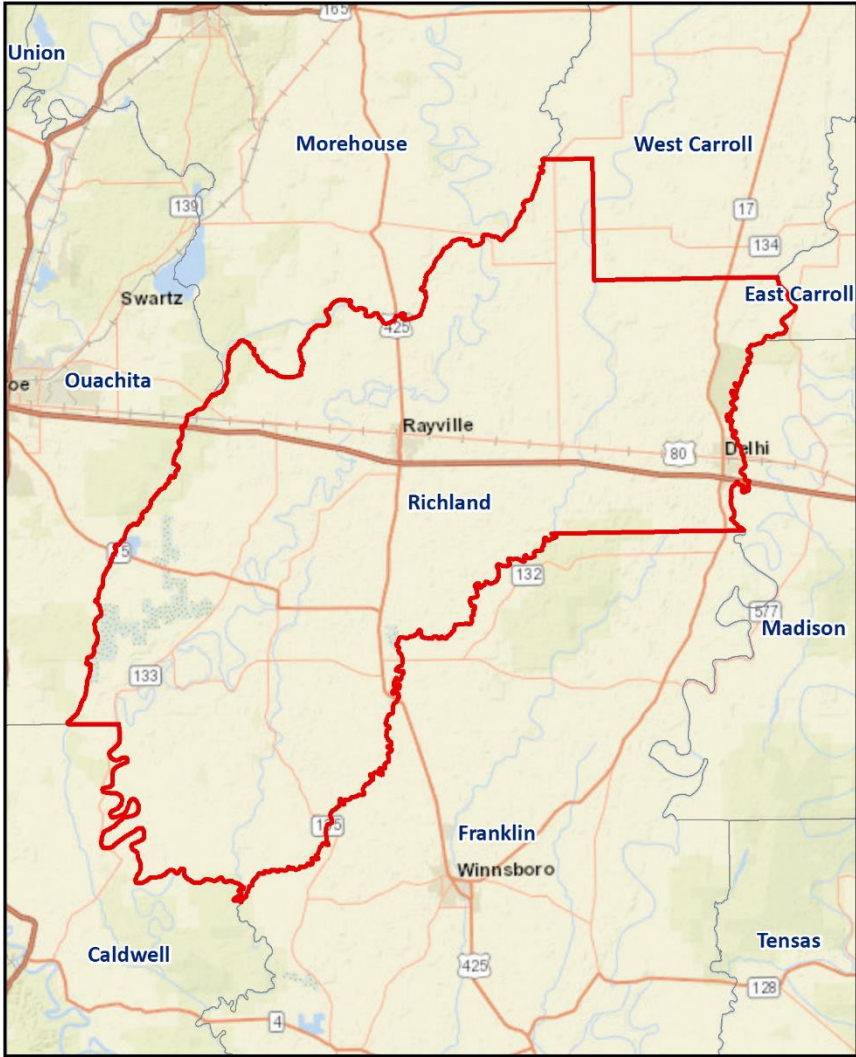 165
Union
Morehouse
West Carroll
139
17
134
Swartz
East Carroll
425
Ouachita
oe
Rayville
80
Delhi
Richland
132
577
Madison
133
Franklin
Winnsboro
Caldwell
Tensas
425
128
4